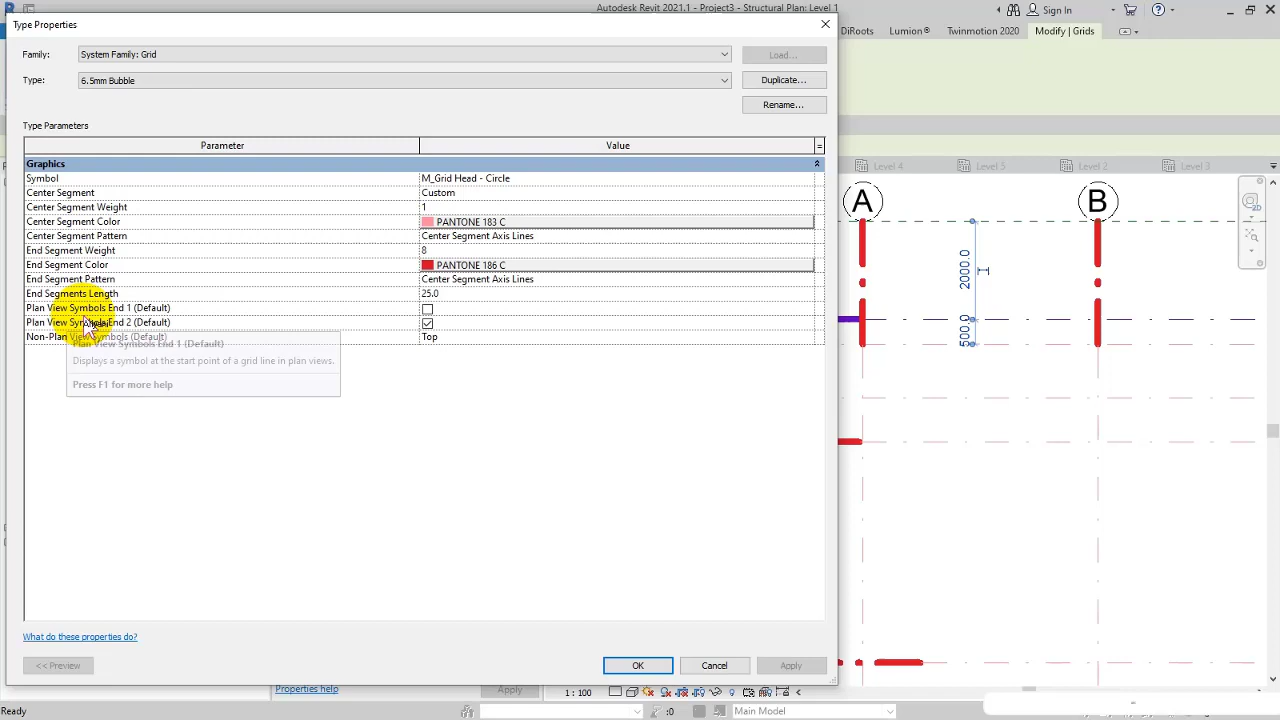 Autodesk Revit 2021.1 - Project3 - Structural Plan: Level 1
Sign In
Type Properties
DiRoots
Lumion®
Twinmotion 2020
Modify | Grids
Family:
System Family: Grid
Load...
Type:
6.5mm Bubble
Duplicate...
Rename...
Type Parameters
Parameter
Value
=
Graphics
Level 4
Level 5
Level 2
Level 3
Symbol
M_Grid Head - Circle
Center Segment
Custom
Center Segment Weight
1
Center Segment Color
PANTONE 183 C
Center Segment Pattern
Center Segment Axis Lines
End Segment Weight
8
End Segment Color
PANTONE 186 C
End Segment Pattern
Center Segment Axis Lines
End Segments Length
25.0
Plan View Symbols End 1 (Default)
Plan View Symbols End 2 (Default)
Non-Plan View Symbols (Default)
Top
Plan View Symbols End 1 (Default)
Displays a symbol at the start point of a grid line in plan views.
Press F1 for more help
A
B
2D
2000.0
500.0
What do these properties do?
<< Preview
OK
Cancel
Apply
Properties help
Apply
1 : 100
Ready
:0
Main Model